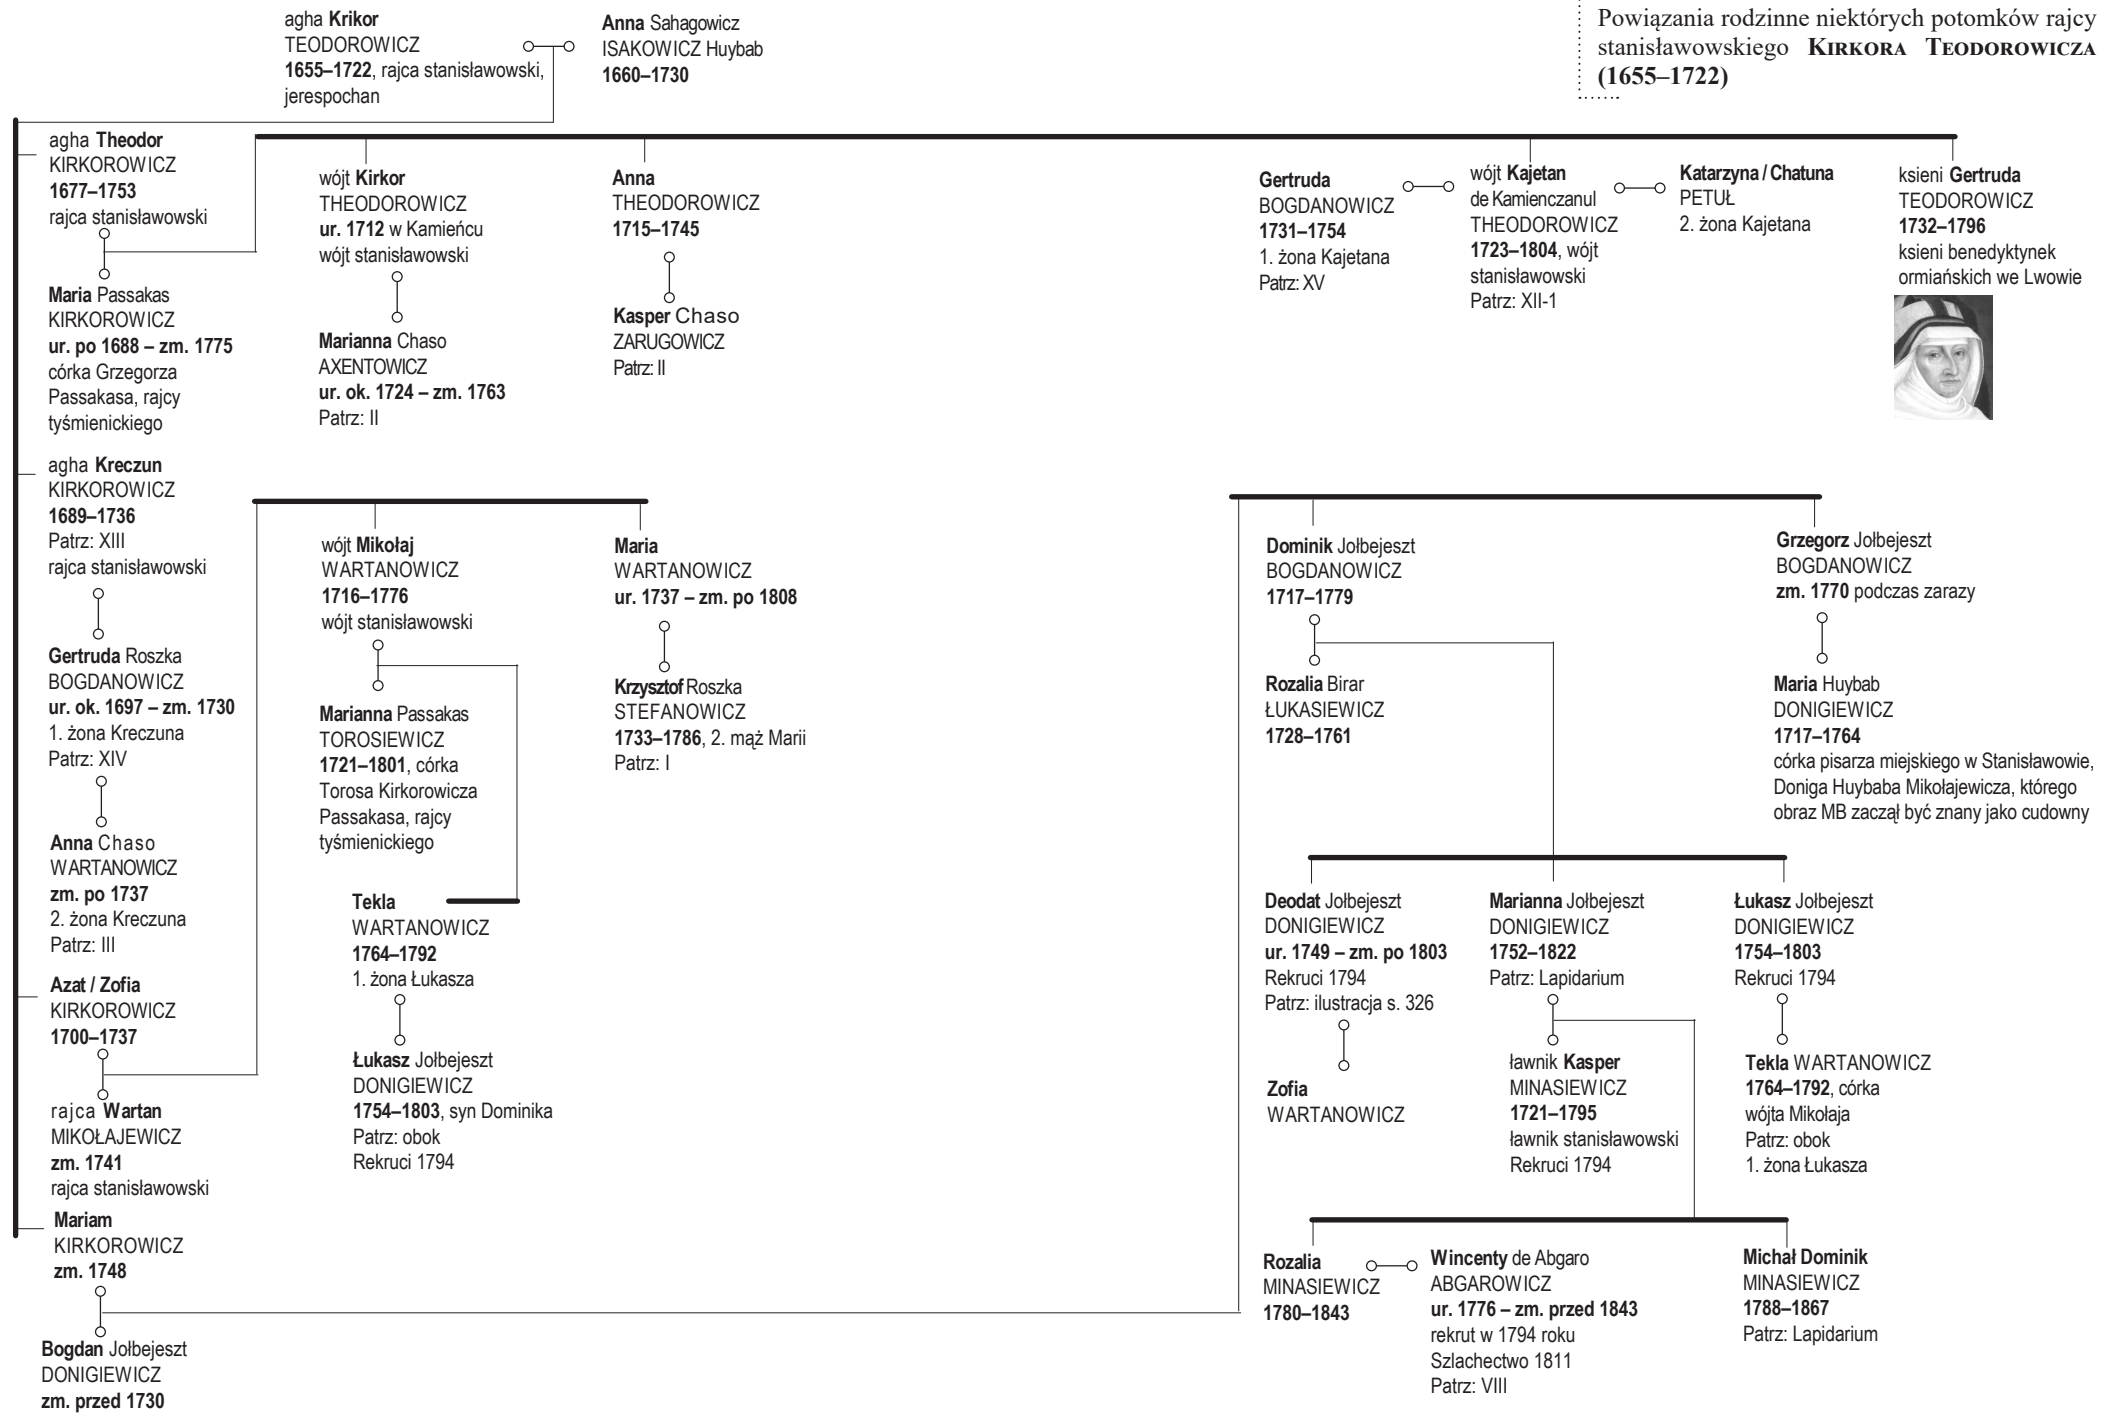 Powiązania rodzinne niektórych potomków rajcy
stanisławowskiego KIRKORA TEODOROWICZA
(1655–1722)
agha Krikor
TEODOROWICZ
1655–1722, rajca stanisławowski,
jerespochan
Anna Sahagowicz
ISAKOWICZ Huybab
1660–1730
agha Theodor
KIRKOROWICZ
1677–1753
rajca stanisławowski
Maria Passakas
KIRKOROWICZ
ur. po 1688 – zm. 1775
córka Grzegorza
Passakasa, rajcy
tyśmienickiego
wójt Kirkor
THEODOROWICZ
ur. 1712 w Kamieńcu
wójt stanisławowski
Marianna Chaso
AXENTOWICZ
ur. ok. 1724 – zm. 1763
Patrz: II
Anna
THEODOROWICZ
1715–1745
Kasper Chaso
ZARUGOWICZ
Patrz: II
Gertruda
BOGDANOWICZ
1731–1754
1. żona Kajetana
Patrz: XV
wójt Kajetan
de Kamienczanul
THEODOROWICZ
1723–1804, wójt
stanisławowski
Patrz: XII-1
Katarzyna / Chatuna
PETUŁ
2. żona Kajetana
ksieni Gertruda
TEODOROWICZ
1732–1796
ksieni benedyktynek
ormiańskich we Lwowie
agha Kreczun
KIRKOROWICZ
1689–1736
Patrz: XIII
rajca stanisławowski
Gertruda Roszka
BOGDANOWICZ
ur. ok. 1697 – zm. 1730
1. żona Kreczuna
Patrz: XIV
Anna Chaso
WARTANOWICZ
zm. po 1737
2. żona Kreczuna
Patrz: III
Azat / Zofia
KIRKOROWICZ
1700–1737
rajca Wartan
MIKOŁAJEWICZ
zm. 1741
rajca stanisławowski
Mariam
KIRKOROWICZ
zm. 1748
Bogdan Jołbejeszt
DONIGIEWICZ
zm. przed 1730
wójt Mikołaj
WARTANOWICZ
1716–1776
wójt stanisławowski
Marianna Passakas
TOROSIEWICZ
1721–1801, córka
Torosa Kirkorowicza
Passakasa, rajcy
tyśmienickiego
Tekla
WARTANOWICZ
1764–1792
1. żona Łukasza
Łukasz Jołbejeszt
DONIGIEWICZ
1754–1803, syn Dominika
Patrz: obok
Rekruci 1794
Maria
WARTANOWICZ
ur. 1737 – zm. po 1808
Krzysztof Roszka
STEFANOWICZ
1733–1786, 2. mąż Marii
Patrz: I
Dominik Jołbejeszt
BOGDANOWICZ
1717–1779
Rozalia Birar
ŁUKASIEWICZ
1728–1761
Grzegorz Jołbejeszt
BOGDANOWICZ
zm. 1770 podczas zarazy
Maria Huybab
DONIGIEWICZ
1717–1764
córka pisarza miejskiego w Stanisławowie,
Doniga Huybaba Mikołajewicza, którego
obraz MB zaczął być znany jako cudowny
Deodat Jołbejeszt
DONIGIEWICZ
ur. 1749 – zm. po 1803
Rekruci 1794
Patrz: ilustracja s. 326
Zofia
WARTANOWICZ
Marianna Jołbejeszt
DONIGIEWICZ
1752–1822
Patrz: Lapidarium
ławnik Kasper
MINASIEWICZ
1721–1795
ławnik stanisławowski
Rekruci 1794
Łukasz Jołbejeszt
DONIGIEWICZ
1754–1803
Rekruci 1794
Tekla WARTANOWICZ
1764–1792, córka
wójta Mikołaja
Patrz: obok
1. żona Łukasza
Rozalia
MINASIEWICZ
1780–1843
Wincenty de Abgaro
ABGAROWICZ
ur. 1776 – zm. przed 1843
rekrut w 1794 roku
Szlachectwo 1811
Patrz: VIII
Michał Dominik
MINASIEWICZ
1788–1867
Patrz: Lapidarium